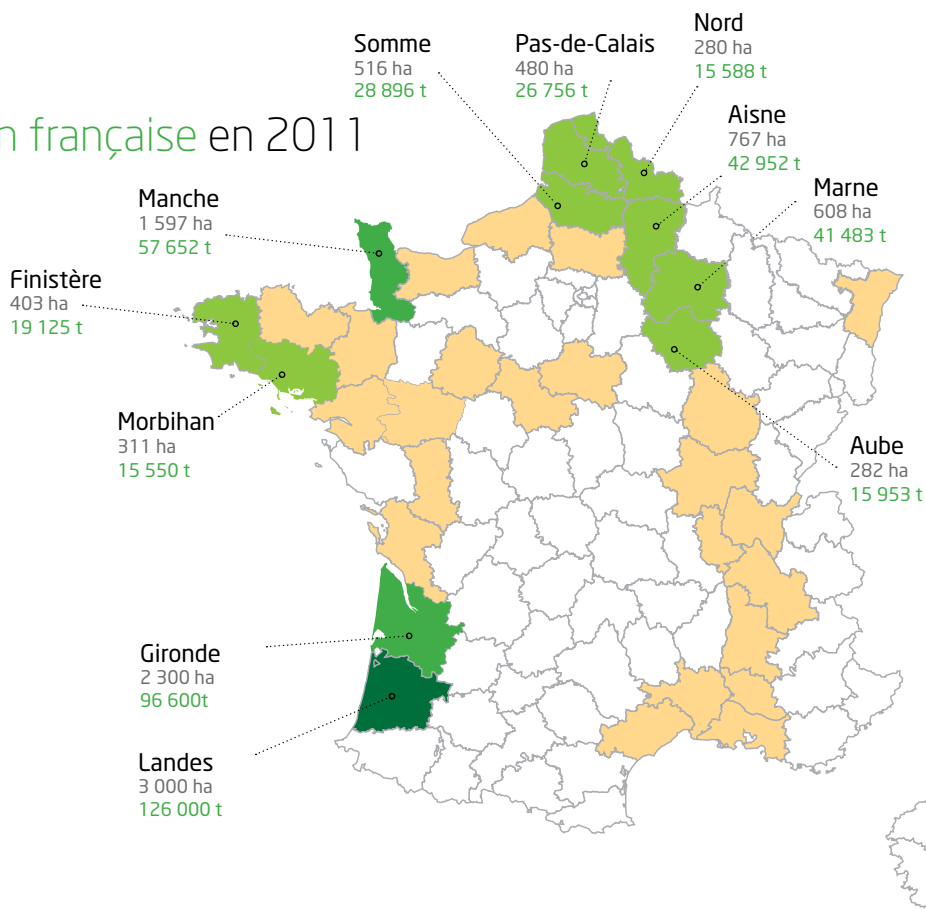 n française en 2011
Somme
516 ha
28 896 t
Pas-de-Calais
480 ha
26 756 t
Nord
280 ha
15 588 t
Aisne
767 ha
42 952 t
Marne
608 ha
41 483 t
Manche
1 597 ha
57 652 t
Finistère
403 ha
19 125 t
Morbihan
311 ha
15 550 t
Aube
282 ha
15 953 t
Gironde
2 300 ha
96 600t
Landes
3 000 ha
126 000 t